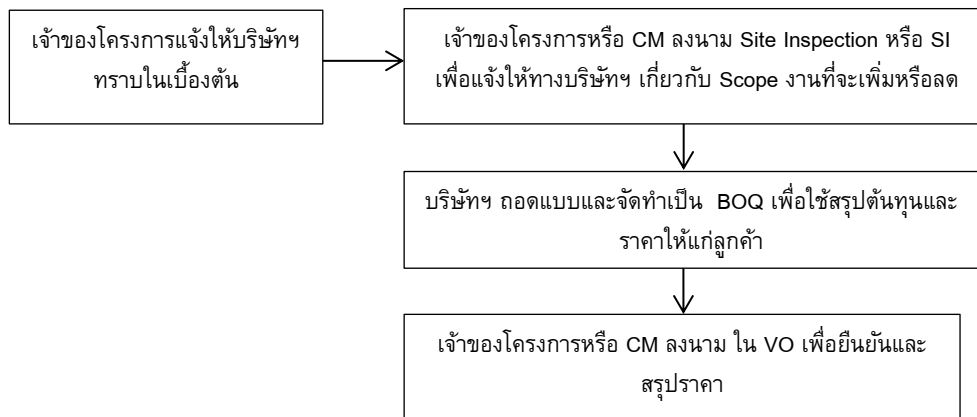 เจ้าของโครงการแจ้งให้บริษัทฯ
ทราบในเบื้องต้น
เจ้าของโครงการหรือ CM ลงนาม Site Inspection หรือ SI
เพื่อแจ้งให้ทางบริษัทฯ เกี่ยวกับ Scope งานที่จะเพิ่มหรือลด
บริษัทฯ ถอดแบบและจัดทำเป็น BOQ เพื่อใช้สรุปต้นทุนและ
ราคาให้แก่ลูกค้า
เจ้าของโครงการหรือ CM ลงนาม ใน VO เพื่อยืนยันและ
สรุปราคา